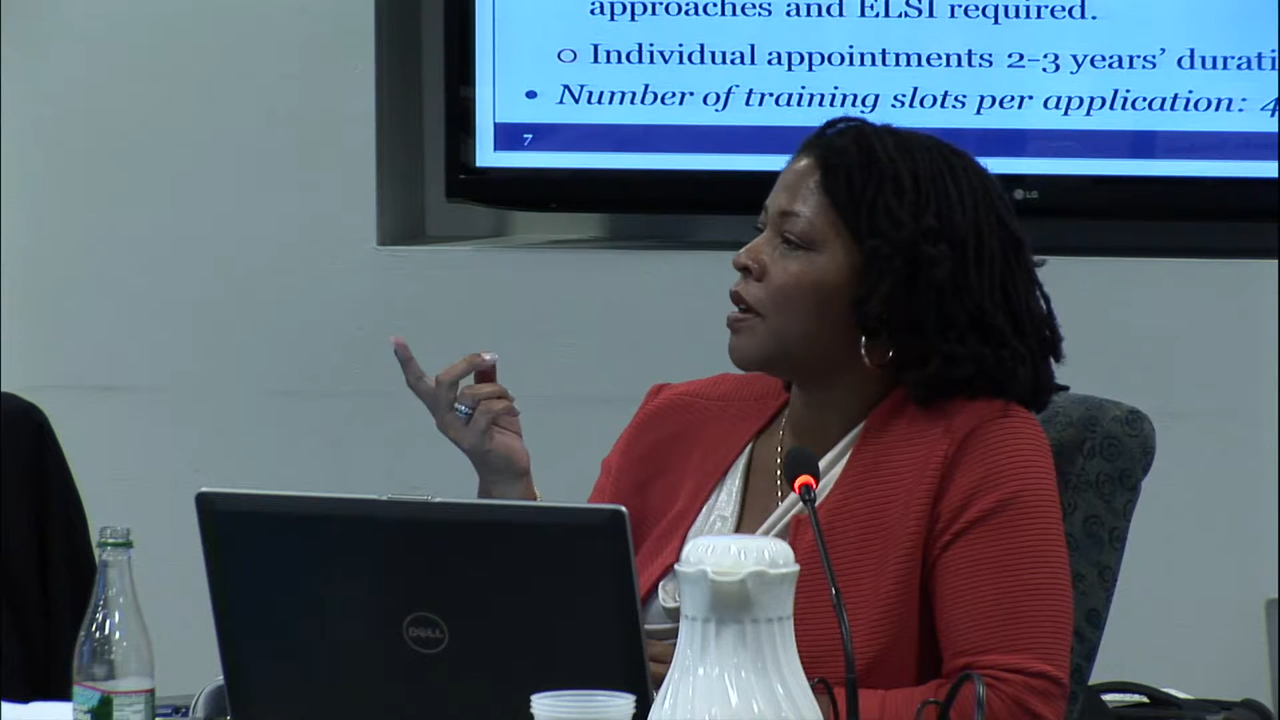 approaches and ELSI required.
o Individual appointments 2-3 years' durati
• Number of training slots per application: 4
7
LG
DELL